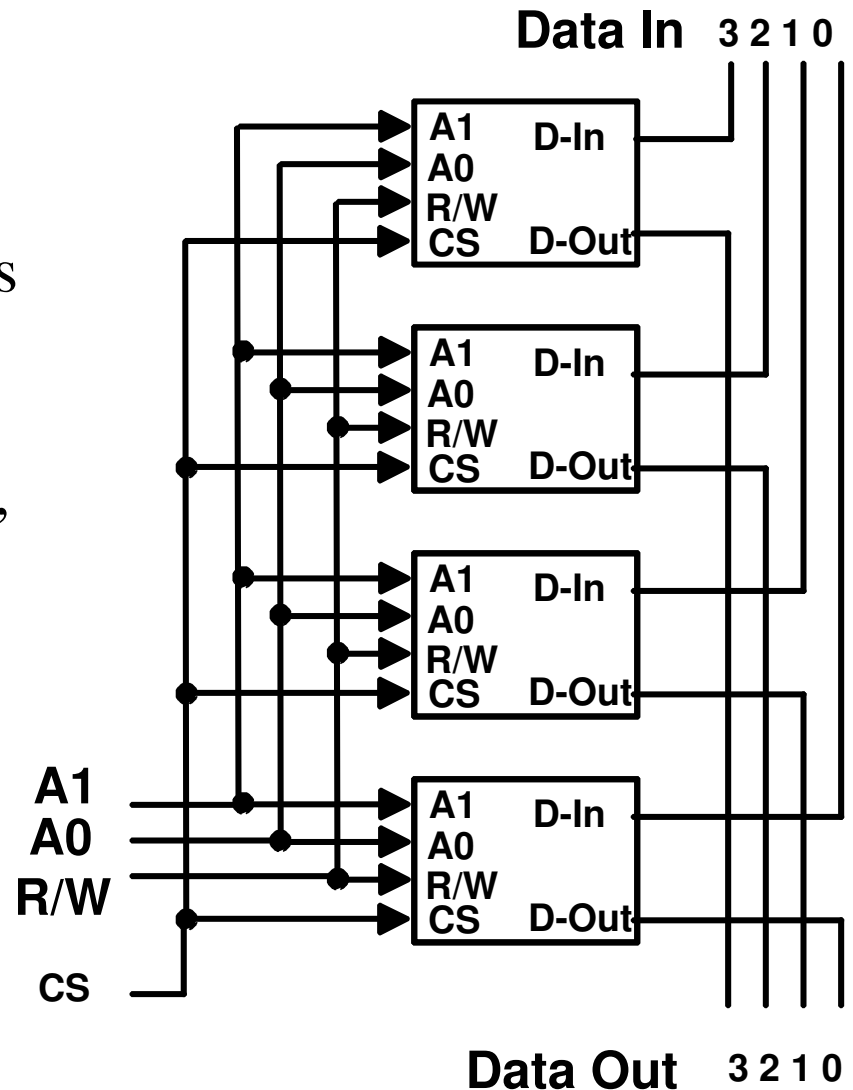 Data In 3 2 1 0
A1 D-In
A0
R/W
CS D-Out
s
A1 D-In
A0
R/W
CS D-Out
,
A1 D-In
A0
R/W
CS D-Out
A1
A0
R/W
CS
A1 D-In
A0
R/W
CS D-Out
Data Out 3 2 1 0